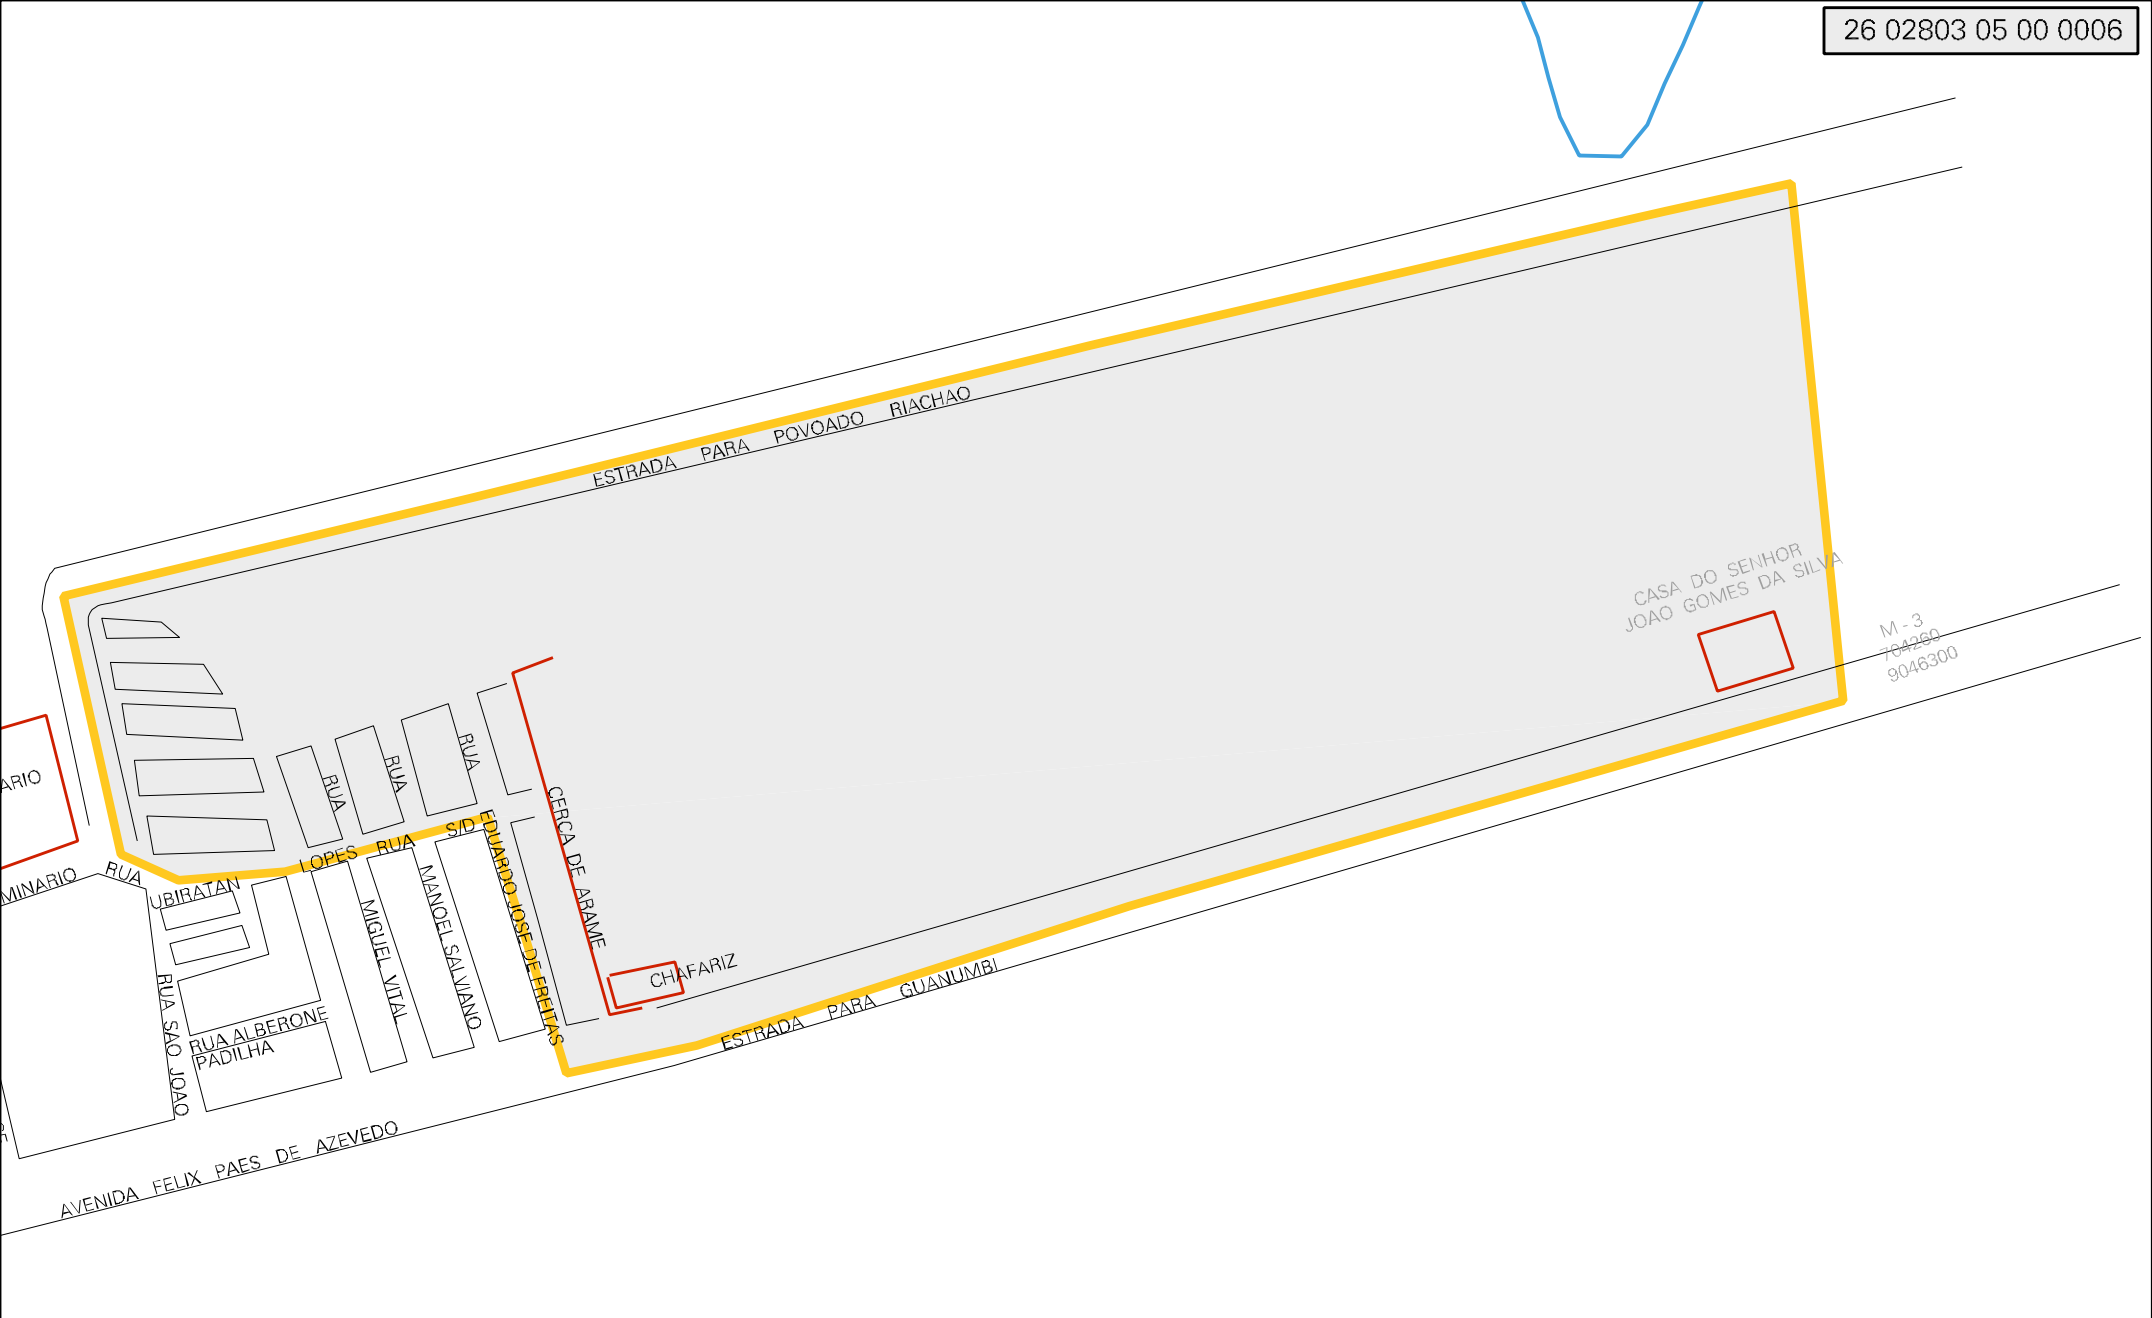 26 02803 05 00 0006
ESTRADA PARA POVOADO RIACHAO
CASA DO SENHOR
JOAO GOMES DA SILVA
M - 3
704260
9046300
RUA
RUA
RUA
CERCA DE ARAME
ARIO
MINARIO
RUA
UBIRATAN
LOPES RUA S/D
EDUARDO JOSE DE FREITAS
MANOEL SALVIANO
MIGUEL VITAL
RUA SAO JOAO
RUA ALBERONE
PADILHA
CHAFARIZ
ESTRADA PARA GUANUMBI
AVENIDA FELIX PAES DE AZEVEDO